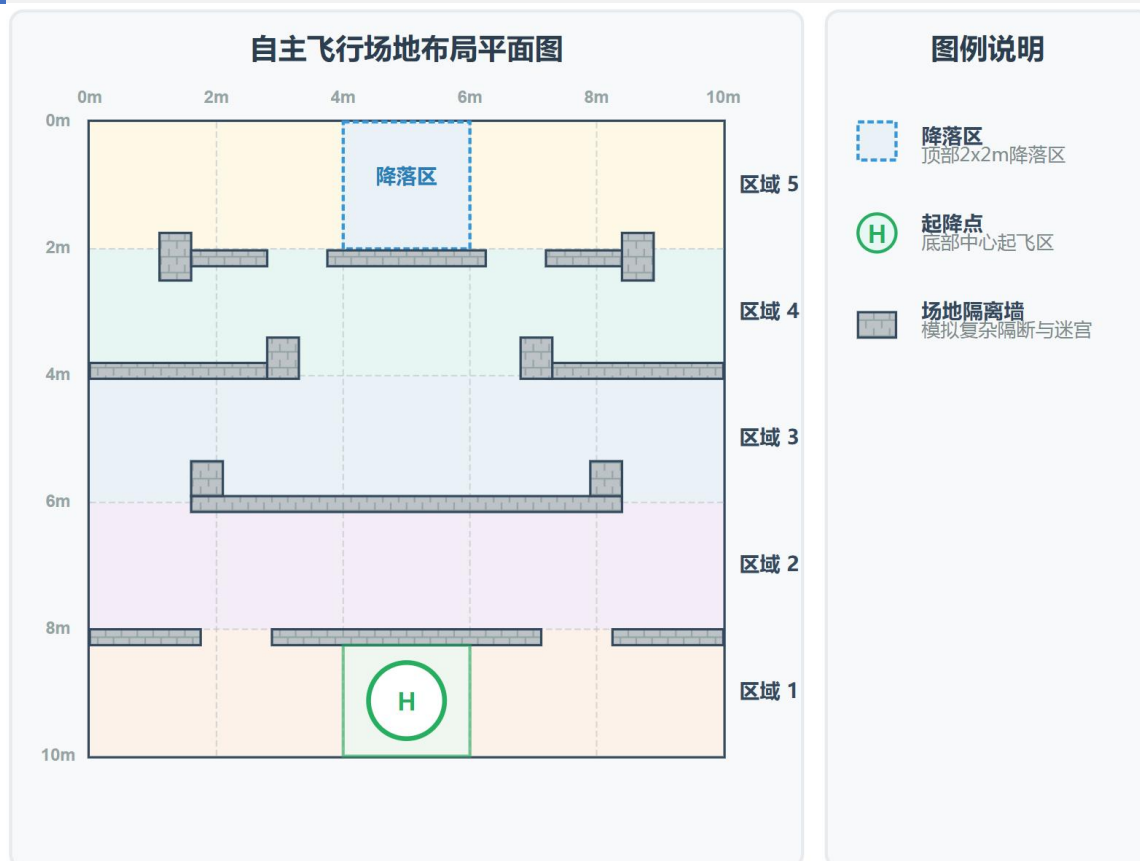 自主飞行场地布局平面图
0m 2m 4m 6m 8m 10m
0m
降落区
区域 5
2m
区域 4
4m
区域 3
6m
区域 2
8m
区域 1
H
10m
图例说明
降落区
顶部2x2m降落区
H
起降点
底部中心起飞区
场地隔离墙
模拟复杂隔断与迷宫